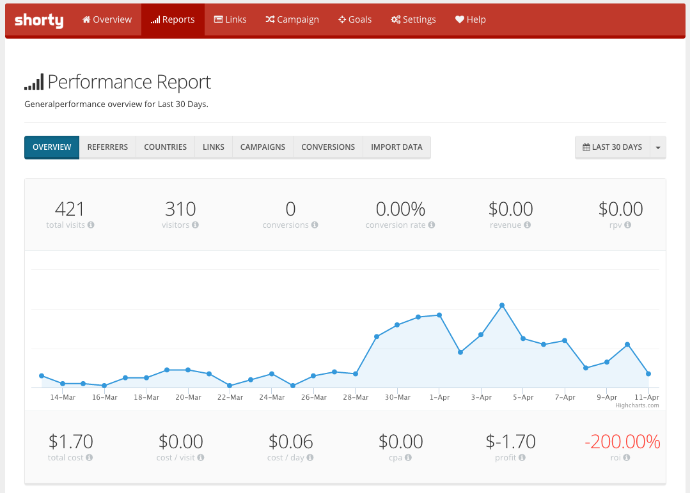 shorty Overview Reports Links Campaign Goals Settings Help
Performance Report
Generalperformance overview for Last 30 Days.
OVERVIEW REFERRERS COUNTRIES LINKS CAMPAIGNS CONVERSIONS IMPORT DATA LAST 30 DAYS
421 310 0 0.00% $0.00 $0.00
total visits visitors conversions conversion rate revenue rpv
14-Mar 16-Mar 18-Mar 20-Mar 22-Mar 24-Mar 26-Mar 28-Mar 30-Mar 1-Apr 3-Apr 5-Apr 7-Apr 9-Apr 11-Apr
Highcharts.com
$1.70 $0.00 $0.06 $0.00 $-1.70 -200.00%
total cost cost / visit cost / day cpa profit roi